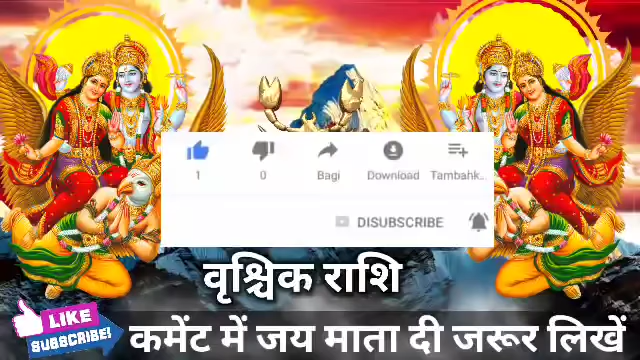 1 0 Bagi Download Tambahk..
DISUBSCRIBE
वृश्चिक राशि
LIKE
SUBSCRIBE!
कमेंट में जय माता दी जरूर लिखें